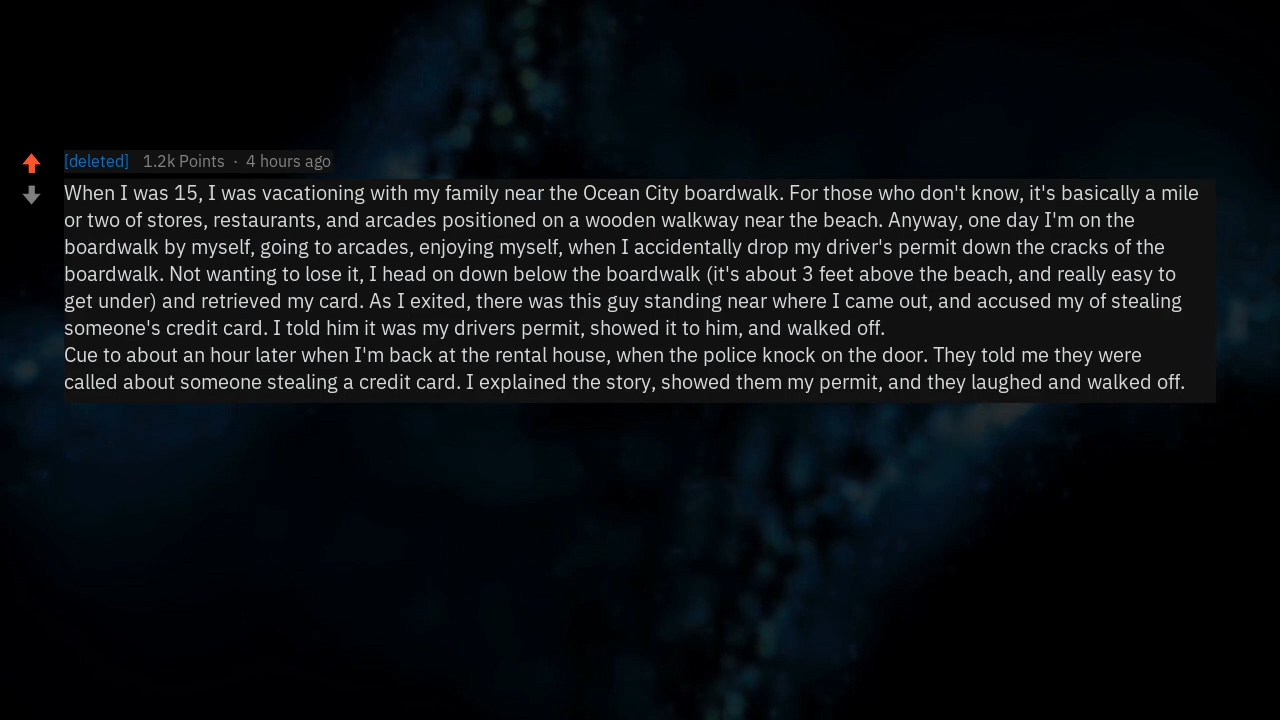 [deleted] 1.2k Points · 4 hours ago
When I was 15, I was vacationing with my family near the Ocean City boardwalk. For those who don't know, it's basically a mile
or two of stores, restaurants, and arcades positioned on a wooden walkway near the beach. Anyway, one day I'm on the
boardwalk by myself, going to arcades, enjoying myself, when I accidentally drop my driver's permit down the cracks of the
boardwalk. Not wanting to lose it, I head on down below the boardwalk (it's about 3 feet above the beach, and really easy to
get under) and retrieved my card. As I exited, there was this guy standing near where I came out, and accused my of stealing
someone's credit card. I told him it was my drivers permit, showed it to him, and walked off.
Cue to about an hour later when I'm back at the rental house, when the police knock on the door. They told me they were
called about someone stealing a credit card. I explained the story, showed them my permit, and they laughed and walked off.